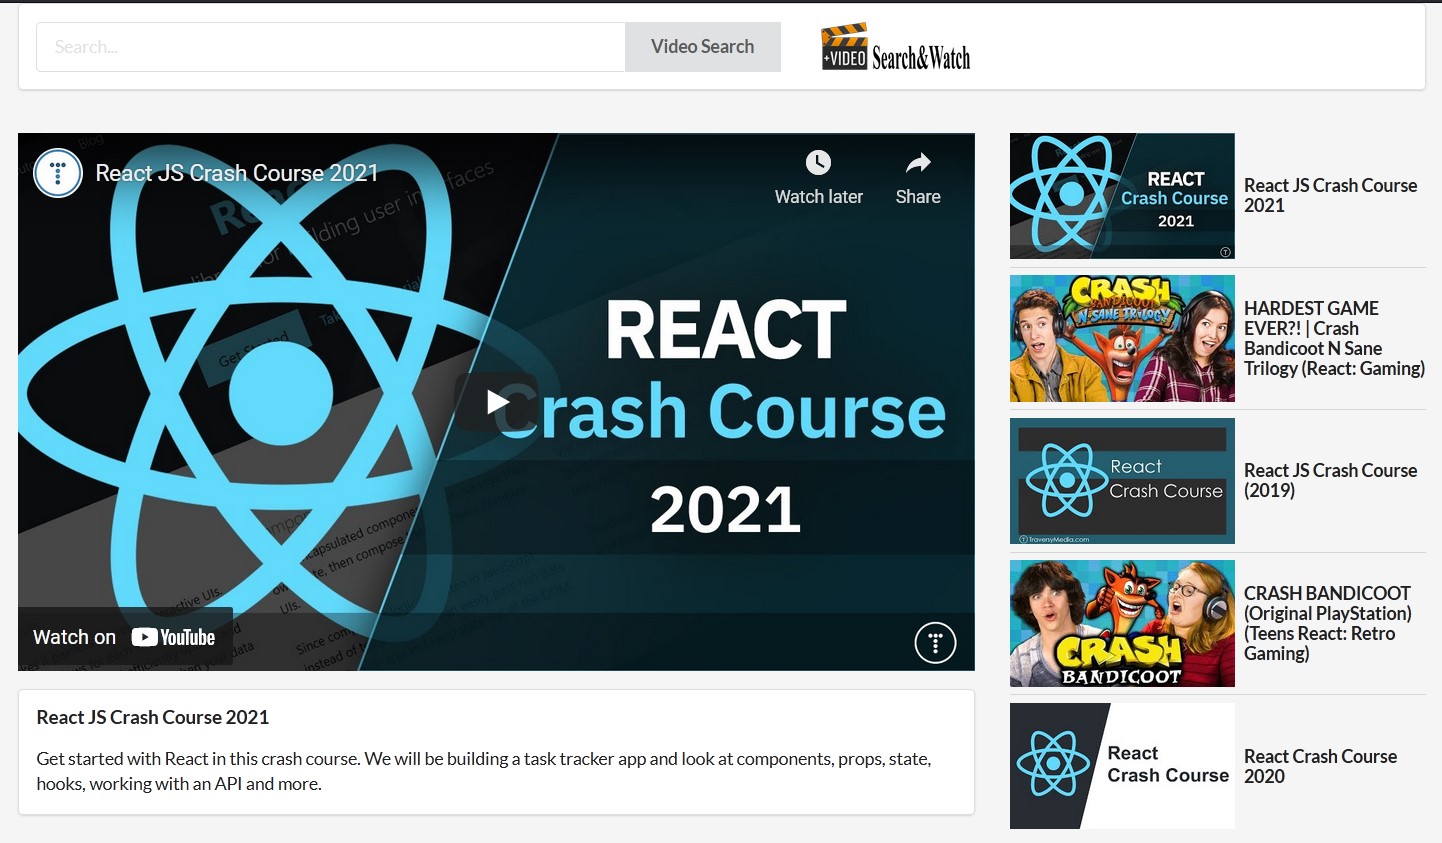 Search...
Video Search
+VIDEO Search&Watch
React JS Crash Course 2021
Watch later
Share
Get Started
REACT
Crash Course
2021
Watch on YouTube
React JS Crash Course 2021
Get started with React in this crash course. We will be building a task tracker app and look at components, props, state,
hooks, working with an API and more.
REACT
Crash Course
2021
React JS Crash Course
2021
CRASH
BANDICOOT
N. SANE TRILOGY
HARDEST GAME
EVER?! | Crash
Bandicoot N Sane
Trilogy (React: Gaming)
React
Crash Course
TraversyMedia.com
React JS Crash Course
(2019)
CRASH
BANDICOOT
CRASH BANDICOOT
(Original PlayStation)
(Teens React: Retro
Gaming)
React
Crash Course
React Crash Course
2020